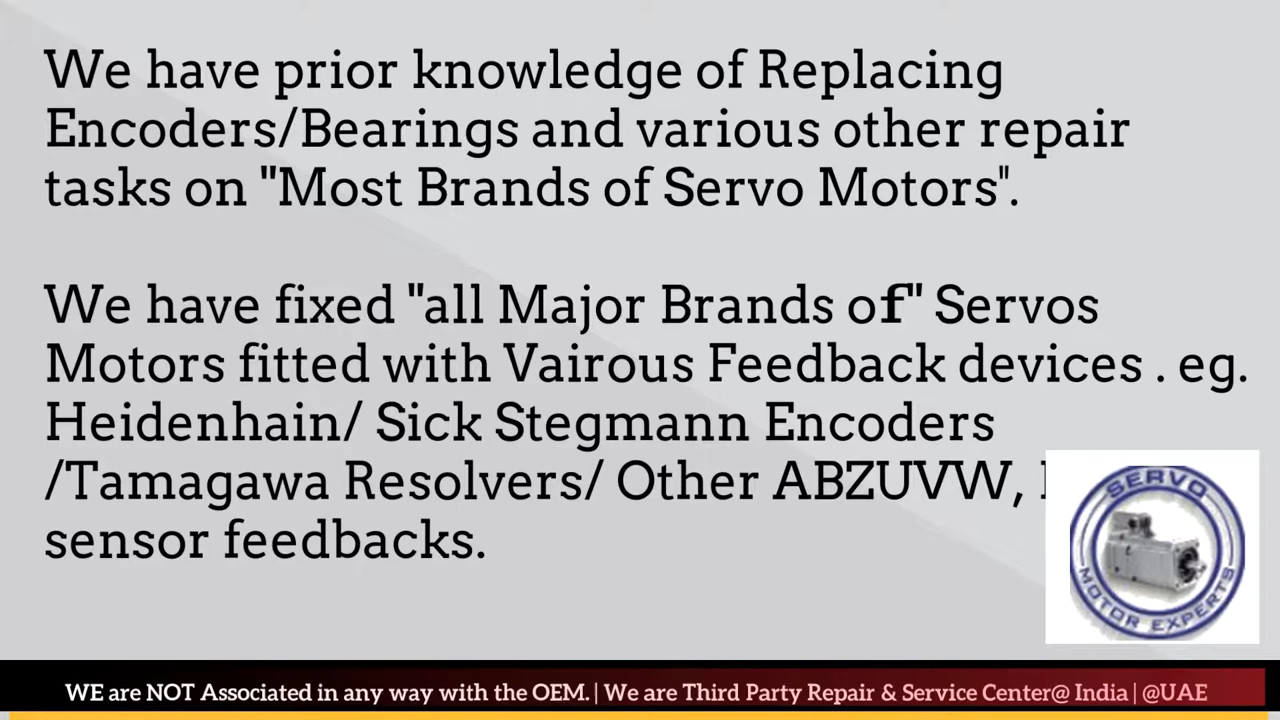 We have prior knowledge of Replacing
Encoders/Bearings and various other repair
tasks on "Most Brands of Servo Motors".
We have fixed "all Major Brands of" Servos
Motors fitted with Vairous Feedback devices . eg.
Heidenhain/ Sick Stegmann Encoders
/Tamagawa Resolvers/ Other ABZUVW,
sensor feedbacks.
SERVO
MOTOR EXPERTS
WE are NOT Associated in any way with the OEM. | We are Third Party Repair & Service Center@ India | @UAE